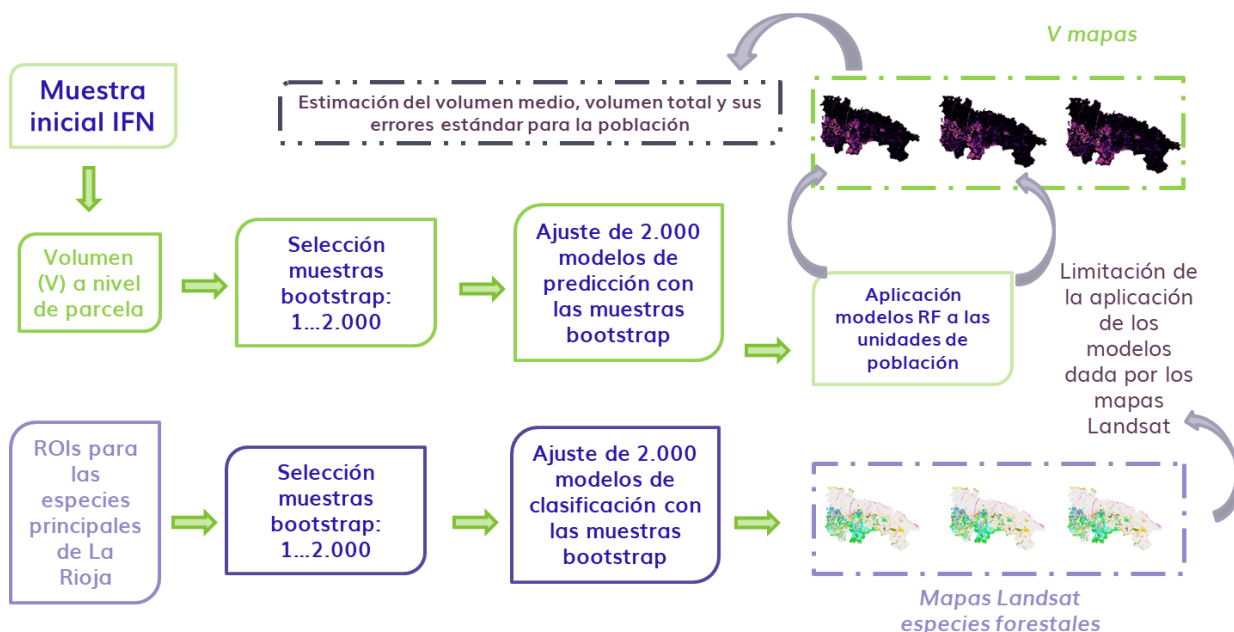 V mapas
Muestra
inicial IFN
Estimación del volumen medio, volumen total y sus
errores estándar para la población
Volumen
(V) a nivel
de parcela
Selección
muestras
bootstrap:
1...2.000
Ajuste de 2.000
modelos de
predicción con
las muestras
bootstrap
Aplicación
modelos RF a las
unidades de
población
Limitación de
la aplicación
de los
modelos
dada por los
mapas
Landsat
ROIs para
las
especies
principales
de La
Rioja
Selección
muestras
bootstrap:
1...2.000
Ajuste de 2.000
modelos de
clasificación con
las muestras
bootstrap
Mapas Landsat
especies forestales